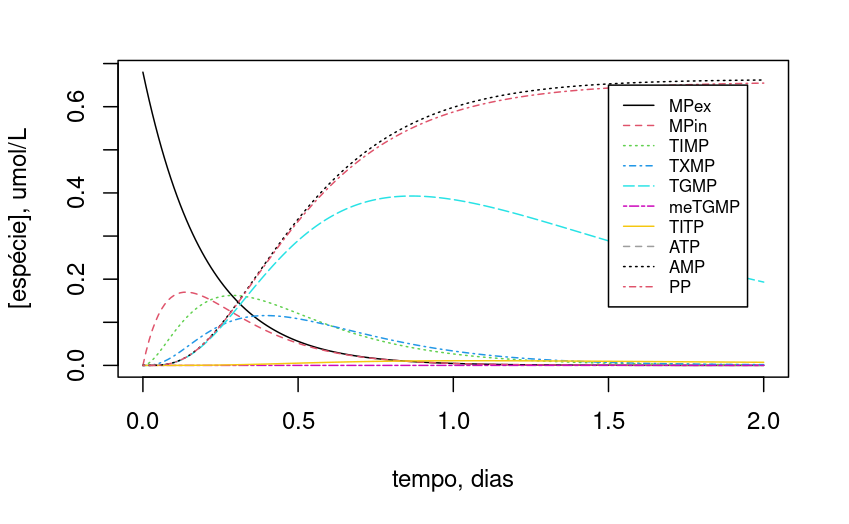 [espécie], umol/L
0.6
0.4
0.2
0.0
MPex
MPin
TIMP
TXMP
TGMP
meTGMP
TITP
ATP
AMP
PP
0.0 0.5 1.0 1.5 2.0
tempo, dias